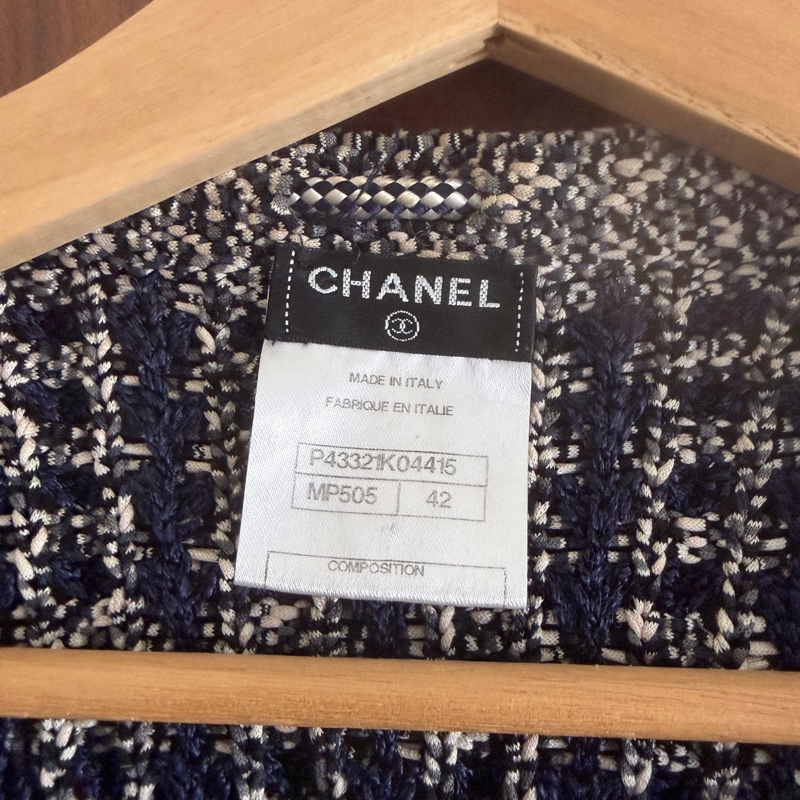 CHANEL
MADE IN ITALY
FABRIQUE EN ITALIE
P43321K04415
MP505 42
COMPOSITION